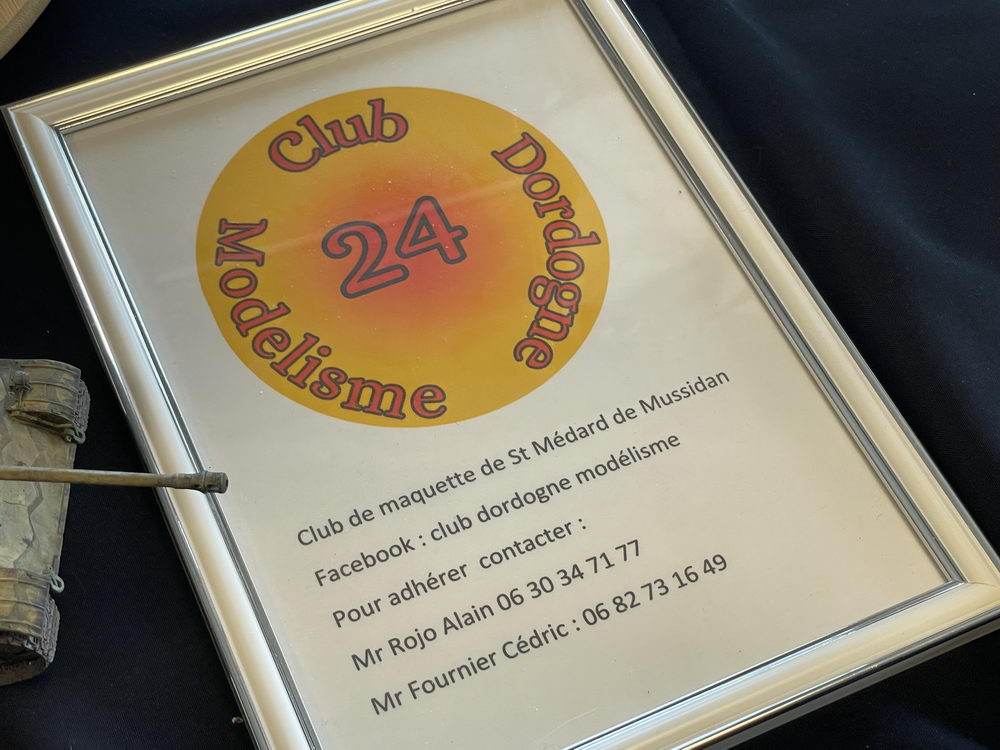 Club
Dordogne
24
Modelisme
Club de maquette de St Médard de Mussidan
Facebook : club dordogne modélisme
Pour adhérer  contacter :
Mr Rojo Alain 06 30 34 71 77
Mr Fournier Cédric : 06 82 73 16 49